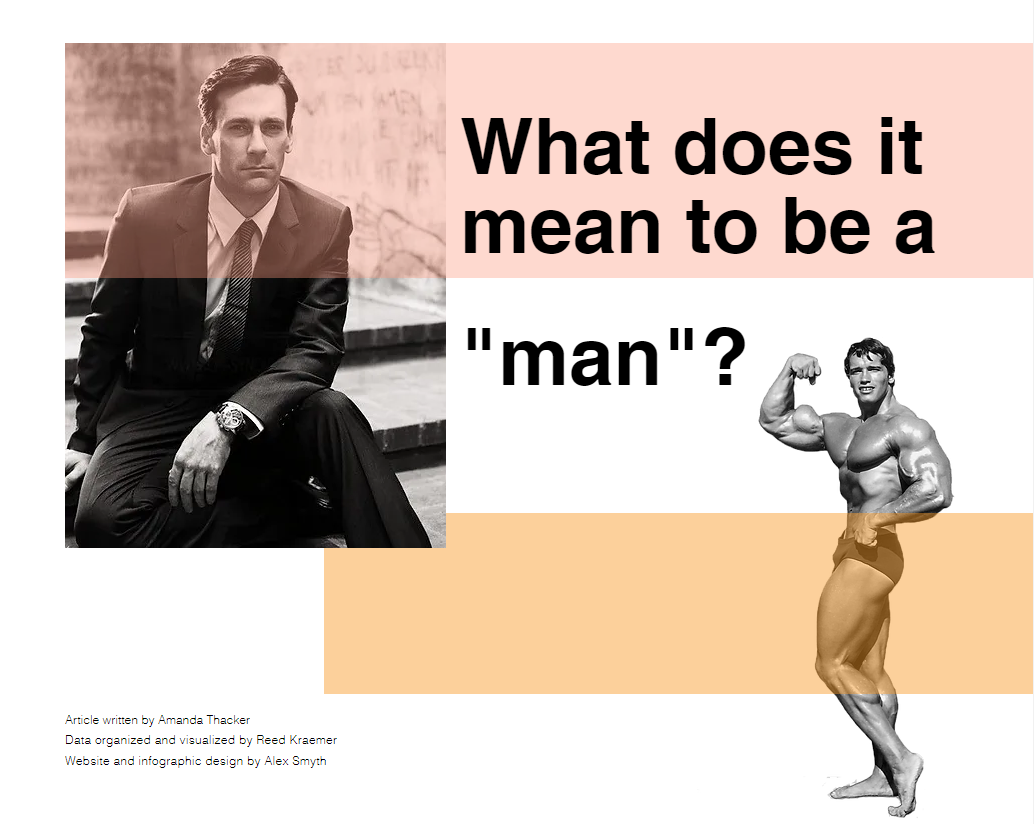 What does it
mean to be a
"man"?
Article written by Amanda Thacker
Data organized and visualized by Reed Kraemer
Website and infographic design by Alex Smyth